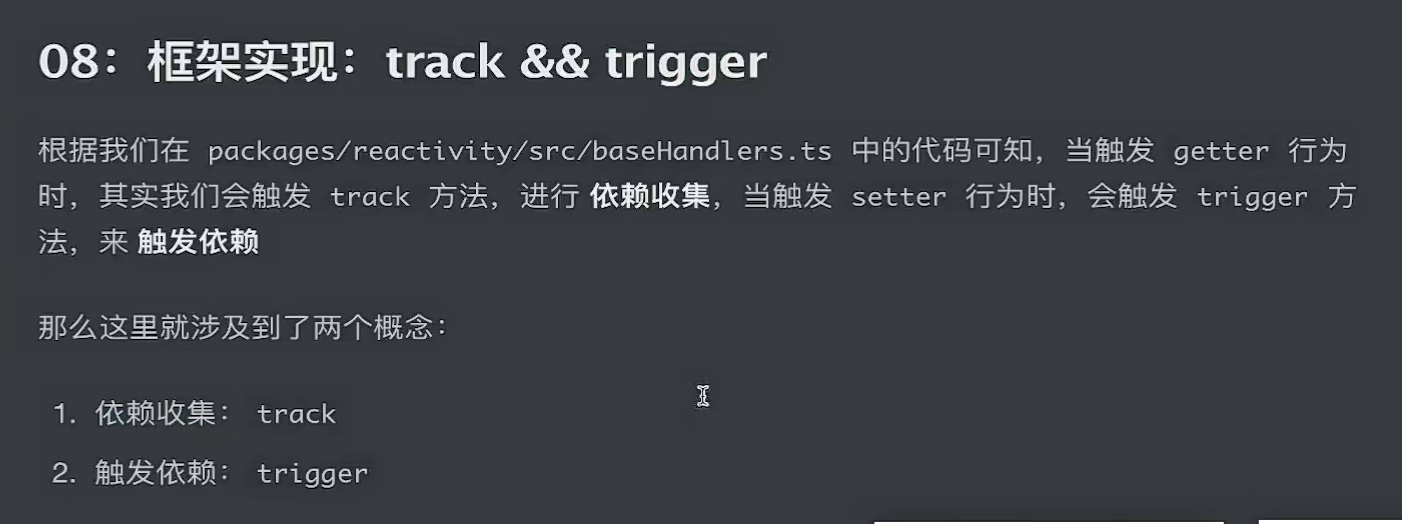 08：框架实现：track && trigger
根据我们在 packages/reactivity/src/baseHandlers.ts 中的代码可知，当触发 getter 行为
时，其实我们会触发 track 方法，进行 依赖收集，当触发 setter 行为时，会触发 trigger 方
法，来 触发依赖
那么这里就涉及到了两个概念：
1. 依赖收集： track
2. 触发依赖： trigger